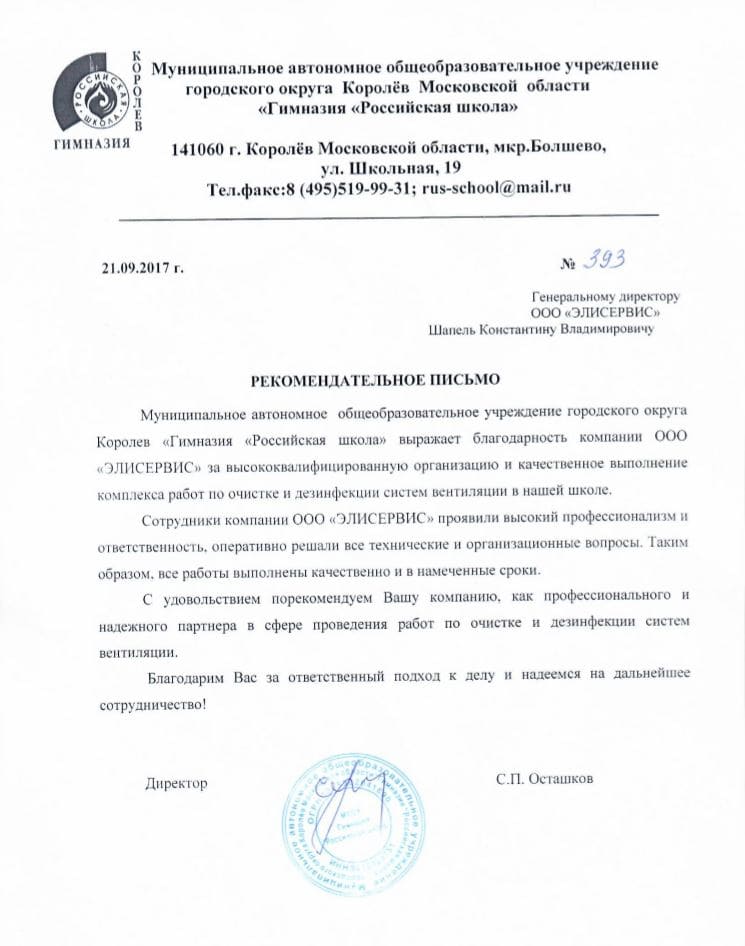 КОРОЛЕВ
РОССИЙСКАЯ
ШКОЛА
ГИМНАЗИЯ
Муниципальное автономное общеобразовательное учреждение
городского округа Королёв Московской области
«Гимназия «Российская школа»
141060 г. Королёв Московской области, мкр.Болшево,
ул. Школьная, 19
Тел.факс:8 (495)519-99-31; rus-school@mail.ru
21.09.2017 г.
№ 393
Генеральному директору
ООО «ЭЛИСЕРВИС»
Шапель Константину Владимировичу
РЕКОМЕНДАТЕЛЬНОЕ ПИСЬМО
Муниципальное автономное общеобразовательное учреждение городского округа
Королев «Гимназия «Российская школа» выражает благодарность компании ООО
«ЭЛИСЕРВИС» за высококвалифицированную организацию и качественное выполнение
комплекса работ по очистке и дезинфекции систем вентиляции в нашей школе.
Сотрудники компании ООО «ЭЛИСЕРВИС» проявили высокий профессионализм и
ответственность, оперативно решали все технические и организационные вопросы. Таким
образом, все работы выполнены качественно и в намеченные сроки.
С удовольствием порекомендуем Вашу компанию, как профессионального и
надежного партнера в сфере проведения работ по очистке и дезинфекции систем
вентиляции.
Благодарим Вас за ответственный подход к делу и надеемся на дальнейшее
сотрудничество!
Директор
С.П. Осташков
Муниципальное автономное общеобразовательное учреждение